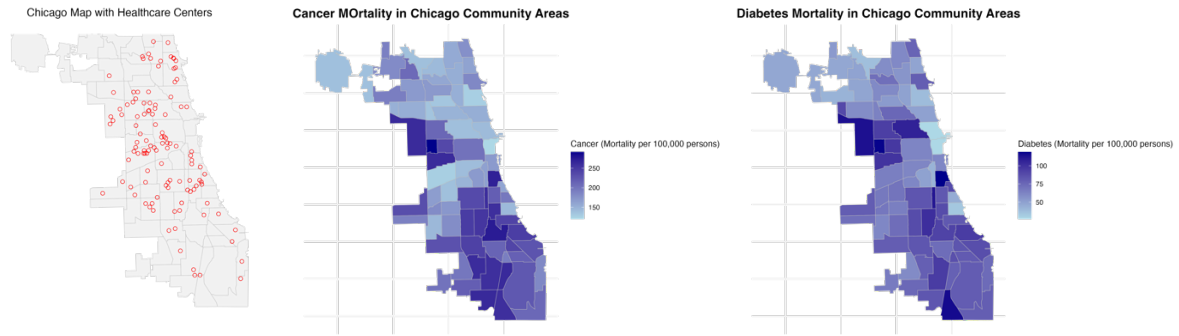 Chicago Map with Healthcare Centers
Cancer MOrtality in Chicago Community Areas
Cancer (Mortality per 100,000 persons)
250
200
150
Diabetes Mortality in Chicago Community Areas
Diabetes (Mortality per 100,000 persons)
100
75
50